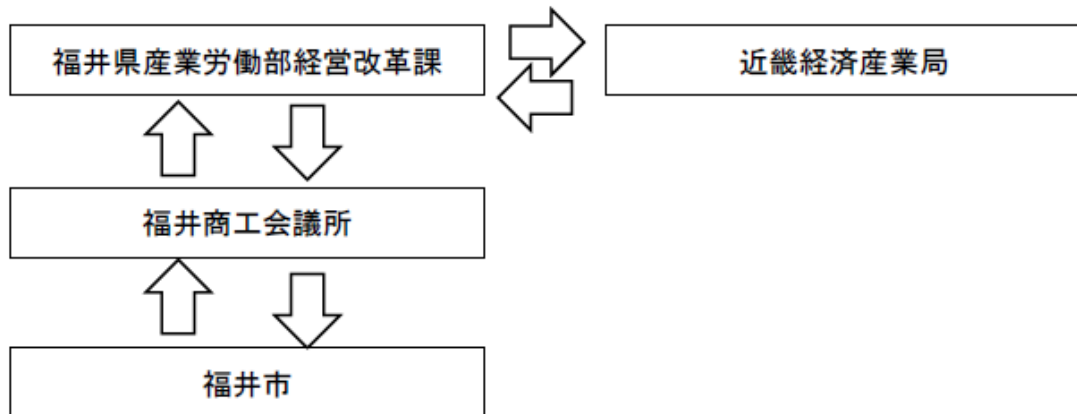 福井県産業労働部経営改革課
近畿経済産業局
福井商工会議所
福井市